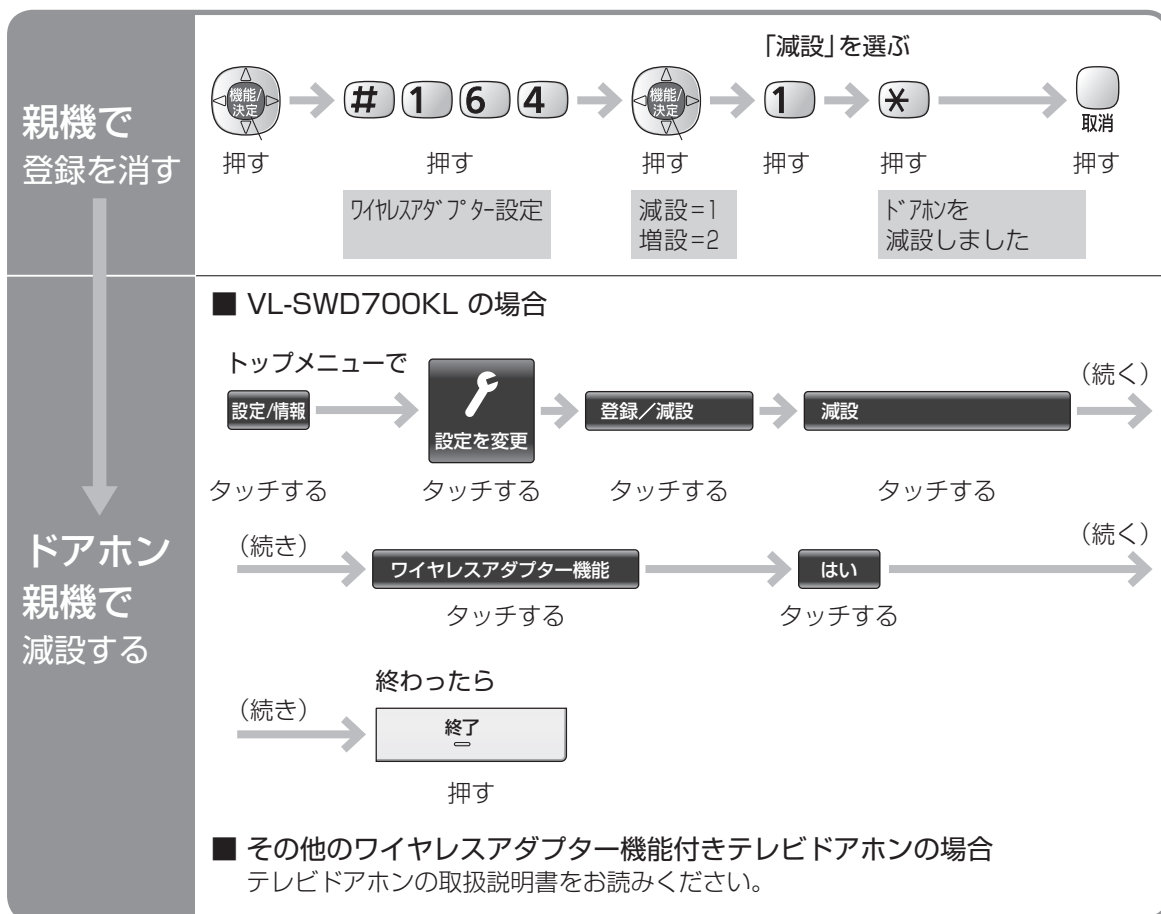 親機で
登録を消す
「減設」を選ぶ
機能/決定
# 1 6 4
機能/決定
1
*
取消
押す 押す 押す 押す 押す 押す
ワイヤレスアダプター設定
減設=1
増設=2
ドアホンを
減設しました
ドアホン
親機で
減設する
■ VL-SWD700KL の場合
トップメニューで
設定/情報
設定を変更
登録/減設
減設
(続く)
タッチする タッチする タッチする タッチする
(続き)
ワイヤレスアダプター機能
はい
(続く)
タッチする タッチする
終わったら
(続き)
終了
押す
■ その他のワイヤレスアダプター機能付きテレビドアホンの場合
テレビドアホンの取扱説明書をお読みください。